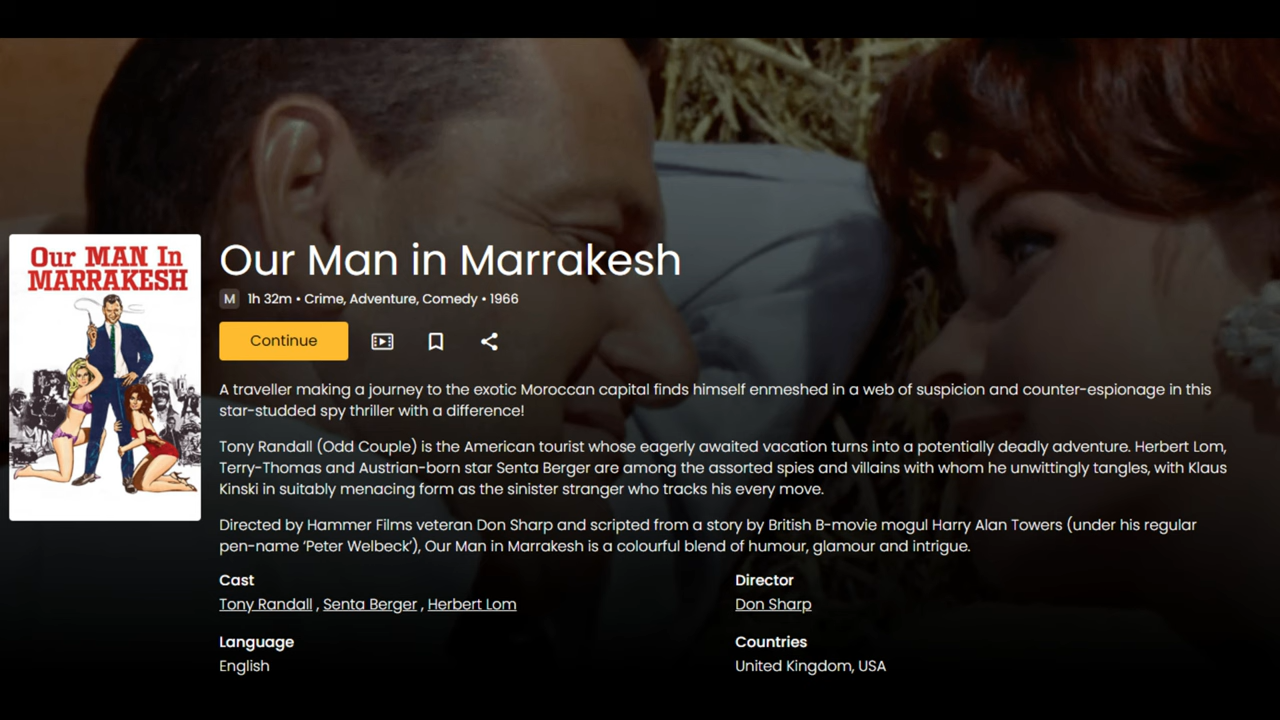 Our MAN In
MARRAKESH
Our Man in Marrakesh
M 1h 32m • Crime, Adventure, Comedy • 1966
Continue
A traveller making a journey to the exotic Moroccan capital finds himself enmeshed in a web of suspicion and counter-espionage in this
star-studded spy thriller with a difference!
Tony Randall (Odd Couple) is the American tourist whose eagerly awaited vacation turns into a potentially deadly adventure. Herbert Lom,
Terry-Thomas and Austrian-born star Senta Berger are among the assorted spies and villains with whom he unwittingly tangles, with Klaus
Kinski in suitably menacing form as the sinister stranger who tracks his every move.
Directed by Hammer Films veteran Don Sharp and scripted from a story by British B-movie mogul Harry Alan Towers (under his regular
pen-name ‘Peter Welbeck’), Our Man in Marrakesh is a colourful blend of humour, glamour and intrigue.
Cast
Tony Randall , Senta Berger , Herbert Lom
Director
Don Sharp
Language
English
Countries
United Kingdom, USA